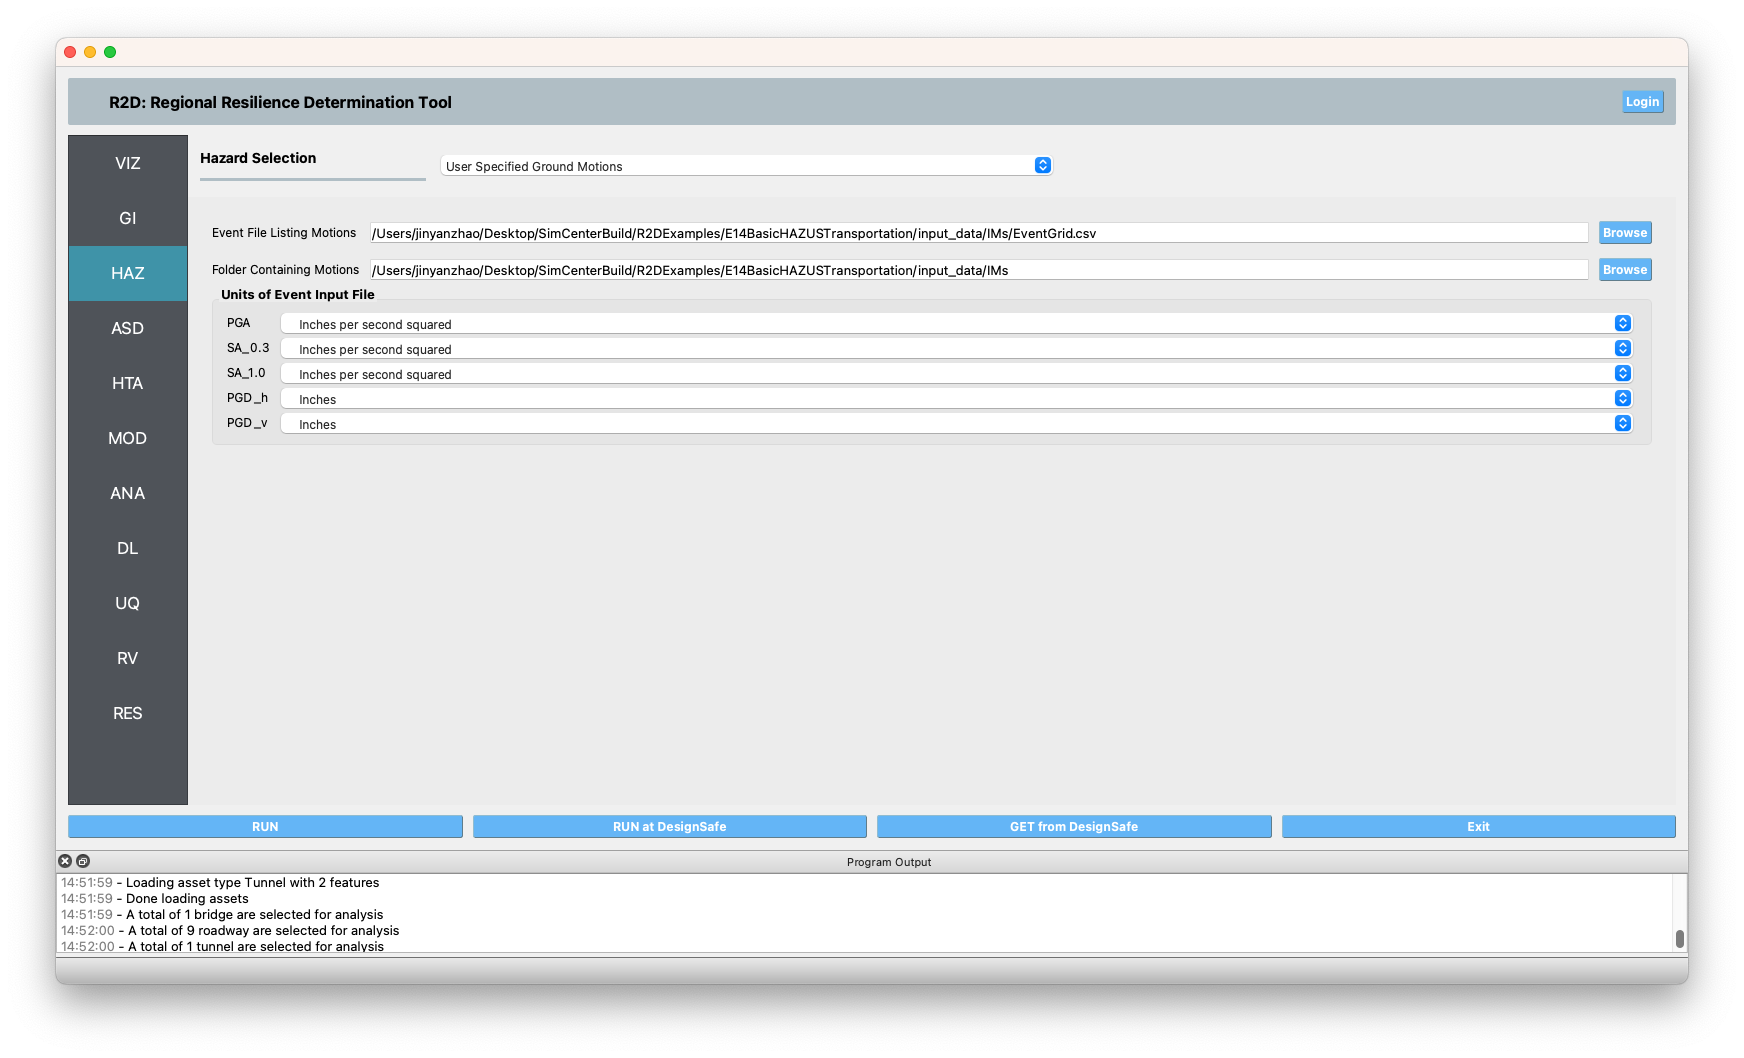 R2D: Regional Resilience Determination Tool
Login
VIZ
GI
HAZ
ASD
HTA
MOD
ANA
DL
UQ
RV
RES
Hazard Selection
User Specified Ground Motions
Event File Listing Motions /Users/jinyanzhao/Desktop/SimCenterBuild/R2DExamples/E14BasicHAZUSTransportation/input_data/IMs/EventGrid.csv Browse
Folder Containing Motions /Users/jinyanzhao/Desktop/SimCenterBuild/R2DExamples/E14BasicHAZUSTransportation/input_data/IMs Browse
Units of Event Input File
PGA Inches per second squared
SA_0.3 Inches per second squared
SA_1.0 Inches per second squared
PGD_h Inches
PGD_v Inches
RUN RUN at DesignSafe GET from DesignSafe Exit
Program Output
14:51:59 - Loading asset type Tunnel with 2 features
14:51:59 - Done loading assets
14:51:59 - A total of 1 bridge are selected for analysis
14:52:00 - A total of 9 roadway are selected for analysis
14:52:00 - A total of 1 tunnel are selected for analysis